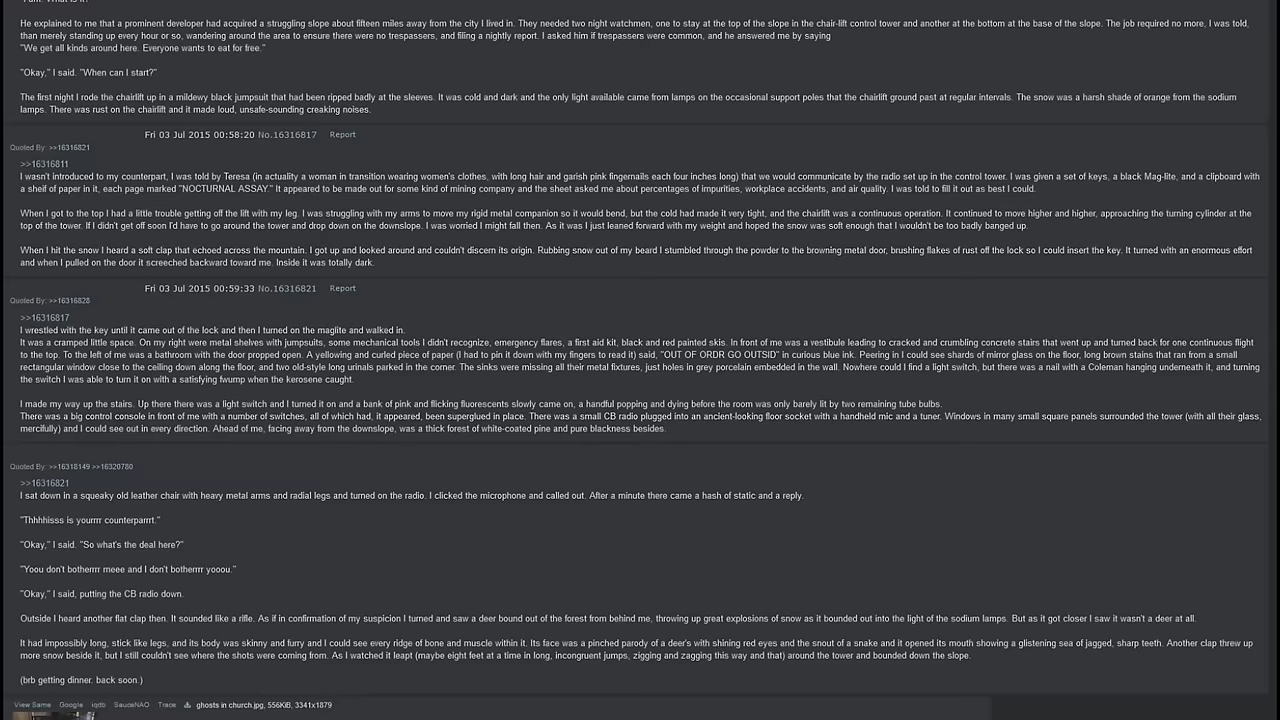 He explained to me that a prominent developer had acquired a struggling slope about fifteen miles away from the city I lived in. They needed two night watchmen, one to stay at the top of the slope in the chair-lift control tower and another at the bottom at the base of the slope. The job required no more, I was told,
than merely standing up every hour or so, wandering around the area to ensure there were no trespassers, and filing a nightly report. I asked him if trespassers were common, and he answered me by saying
"We get all kinds around here. Everyone wants to eat for free."
"Okay," I said. "When can I start?"
The first night I rode the chairlift up in a mildewy black jumpsuit that had been ripped badly at the sleeves. It was cold and dark and the only light available came from lamps on the occasional support poles that the chairlift ground past at regular intervals. The snow was a harsh shade of orange from the sodium
lamps. There was rust on the chairlift and it made loud, unsafe-sounding creaking noises.
Fri 03 Jul 2015 00:58:20 No.16316817 Report
Quoted By: >>16316821
>>16316811
I wasn't introduced to my counterpart, I was told by Teresa (in actuality a woman in transition wearing women's clothes, with long hair and garish pink fingernails each four inches long) that we would communicate by the radio set up in the control tower. I was given a set of keys, a black Mag-lite, and a clipboard with
a sheif of paper in it, each page marked "NOCTURNAL ASSAY." It appeared to be made out for some kind of mining company and the sheet asked me about percentages of impurities, workplace accidents, and air quality. I was told to fill it out as best I could.
When I got to the top I had a little trouble getting off the lift with my leg. I was struggling with my arms to move my rigid metal companion so it would bend, but the cold had made it very tight, and the chairlift was a continuous operation. It continued to move higher and higher, approaching the turning cylinder at the
top of the tower. If I didn't get off soon I'd have to go around the tower and drop down on the downslope. I was worried I might fall then. As it was I just leaned forward with my weight and hoped the snow was soft enough that I wouldn't be too badly banged up.
When I hit the snow I heard a soft clap that echoed across the mountain. I got up and looked around and couldn't discern its origin. Rubbing snow out of my beard I stumbled through the powder to the browning metal door, brushing flakes of rust off the lock so I could insert the key. It turned with an enormous effort
and when I pulled on the door it screeched backward toward me. Inside it was totally dark.
Fri 03 Jul 2015 00:59:33 No.16316821 Report
Quoted By: >>16316828
>>16316817
I wrestled with the key until it came out of the lock and then I turned on the maglite and walked in.
It was a cramped little space. On my right were metal shelves with jumpsuits, some mechanical tools I didn't recognize, emergency flares, a first aid kit, black and red painted skis. In front of me was a vestibule leading to cracked and crumbling concrete stairs that went up and turned back for one continuous flight
to the top. To the left of me was a bathroom with the door propped open. A yellowing and curled piece of paper (I had to pin it down with my fingers to read it) said, "OUT OF ORDR GO OUTSID" in curious blue ink. Peering in I could see shards of mirror glass on the floor, long brown stains that ran from a small
rectangular window close to the ceiling down along the floor, and two old-style long urinals parked in the corner. The sinks were missing all their metal fixtures, just holes in grey porcelain embedded in the wall. Nowhere could I find a light switch, but there was a nail with a Coleman hanging underneath it, and turning
the switch I was able to turn it on with a satisfying fwump when the kerosene caught.
I made my way up the stairs. Up there there was a light switch and I turned it on and a bank of pink and flicking fluorescents slowly came on, a handful popping and dying before the room was only barely lit by two remaining tube bulbs.
There was a big control console in front of me with a number of switches, all of which had, it appeared, been superglued in place. There was a small CB radio plugged into an ancient-looking floor socket with a handheld mic and a tuner. Windows in many small square panels surrounded the tower (with all their glass,
mercifully) and I could see out in every direction. Ahead of me, facing away from the downslope, was a thick forest of white-coated pine and pure blackness besides.
Quoted By: >>16318149 >>16320780
>>16316821
I sat down in a squeaky old leather chair with heavy metal arms and radial legs and turned on the radio. I clicked the microphone and called out. After a minute there came a hash of static and a reply.
"Thhhhisss is yourrrr counterparrrt."
"Okay," I said. "So what's the deal here?"
"Yoou don't botherrrr meee and I don't botherrrr yooou."
"Okay," I said, putting the CB radio down.
Outside I heard another flat clap then. It sounded like a rifle. As if in confirmation of my suspicion I turned and saw a deer bound out of the forest from behind me, throwing up great explosions of snow as it bounded out into the light of the sodium lamps. But as it got closer I saw it wasn't a deer at all.
It had impossibly long, stick like legs, and its body was skinny and furry and I could see every ridge of bone and muscle within it. Its face was a pinched parody of a deer's with shining red eyes and the snout of a snake and it opened its mouth showing a glistening sea of jagged, sharp teeth. Another clap threw up
more snow beside it, but I still couldn't see where the shots were coming from. As I watched it leapt (maybe eight feet at a time in long, incongruent jumps, zigging and zagging this way and that) around the tower and bounded down the slope.
(brb getting dinner. back soon.)
View Same Google iqdb SauceNAO Trace ghosts in church.jpg, 556KiB, 3341x1879